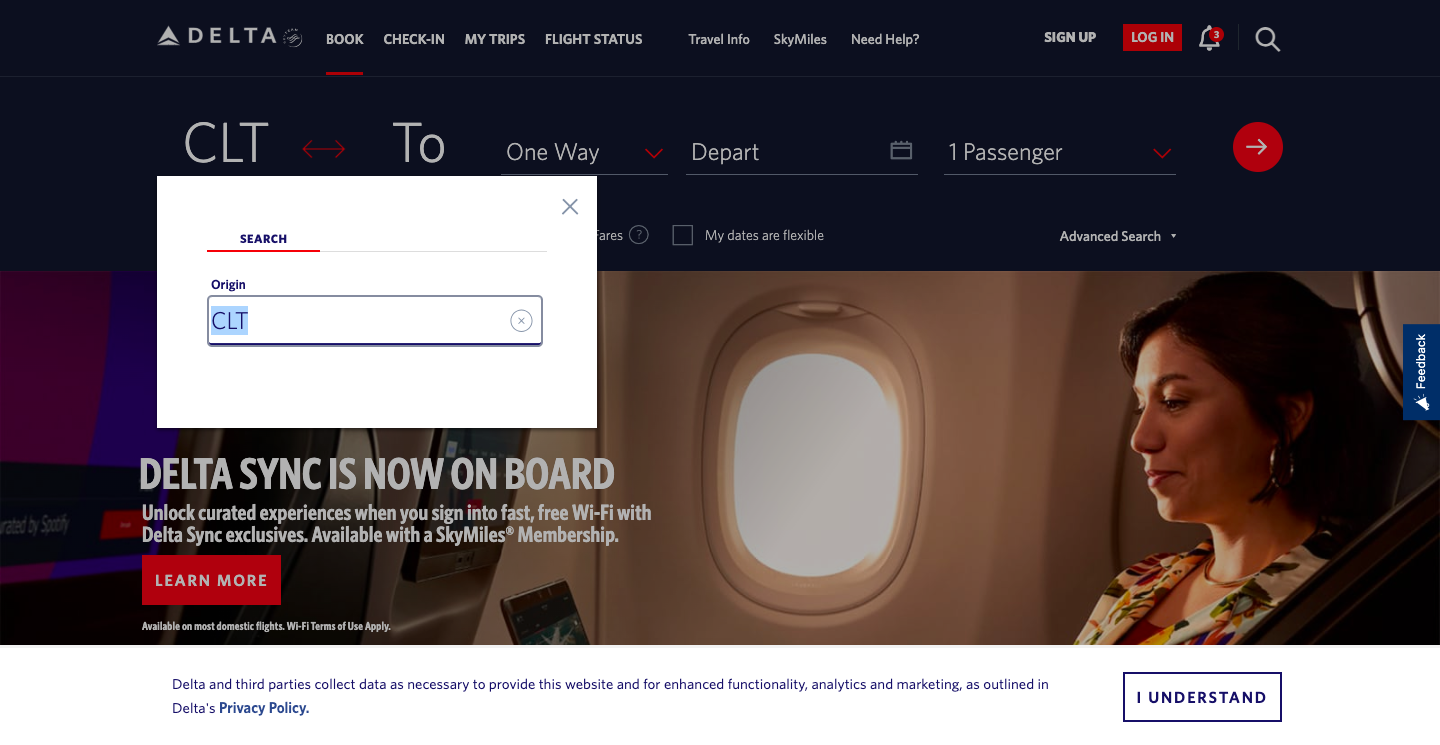 DELTA
BOOK
CHECK-IN
MY TRIPS
FLIGHT STATUS
Travel Info
SkyMiles
Need Help?
SIGN UP
LOG IN
3
CLT
To
One Way
Depart
1 Passenger
SEARCH
Origin
CLT
Fares
?
My dates are flexible
Advanced Search
Feedback
DELTA SYNC IS NOW ON BOARD
Unlock curated experiences when you sign into fast, free Wi-Fi with
Delta Sync exclusives. Available with a SkyMiles® Membership.
LEARN MORE
Available on most domestic flights. Wi-Fi Terms of Use Apply.
Delta and third parties collect data as necessary to provide this website and for enhanced functionality, analytics and marketing, as outlined in
Delta's Privacy Policy.
I UNDERSTAND